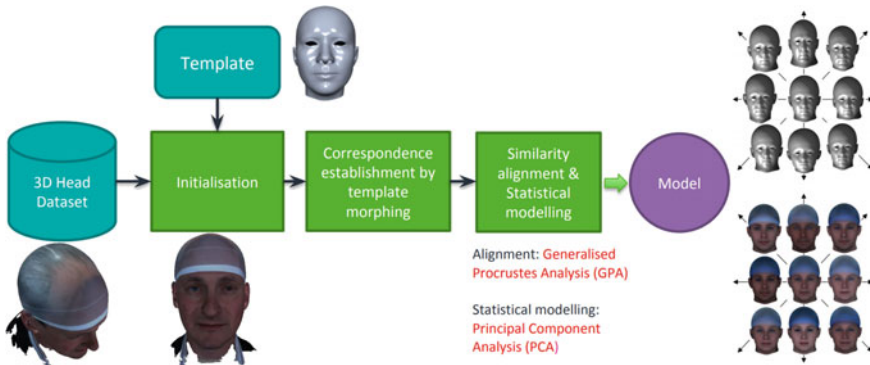 Template
3D Head
Dataset
Initialisation
Correspondence
establishment by
template
morphing
Similarity
alignment &
Statistical
modelling
Model
Alignment: Generalised
Procrustes Analysis (GPA)
Statistical modelling:
Principal Component
Analysis (PCA)